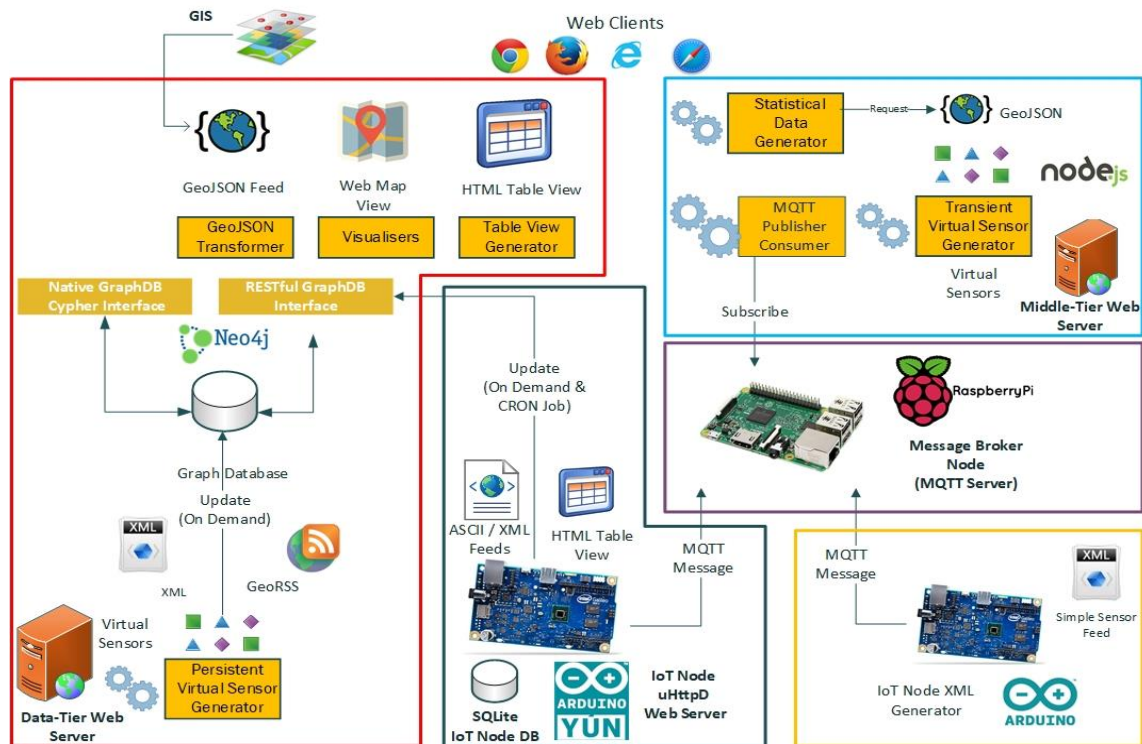 GIS
Web Clients
{ }
GeoJSON Feed
Web Map
View
HTML Table View
GeoJSON
Transformer
Visualisers
Table View
Generator
Native GraphDB
Cypher Interface
RESTful GraphDB
Interface
Neo4j
Graph Database
Update
(On Demand)
XML
XML
GeoRSS
Virtual
Sensors
Persistent
Virtual Sensor
Generator
Data-Tier Web
Server
Update
(On Demand &
CRON Job)
ASCII / XML
Feeds
HTML Table
View
MQTT
Message
SQLite
IoT Node DB
ARDUINO
YÚN
IoT Node
uHttpD
Web Server
Statistical
Data
Generator
Request
{ }
GeoJSON
node.js
MQTT
Publisher
Consumer
Transient
Virtual Sensor
Generator
Virtual
Sensors
Middle-Tier Web
Server
Subscribe
RaspberryPi
Message Broker
Node
(MQTT Server)
MQTT
Message
XML
Simple Sensor
Feed
IoT Node XML
Generator
ARDUINO